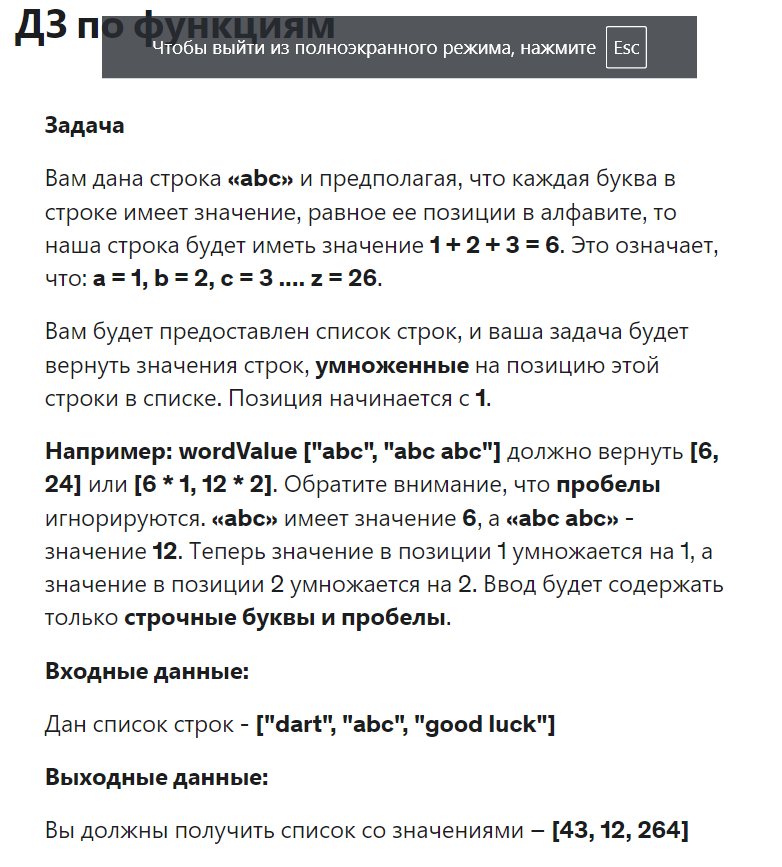 ДЗ по функциям
Чтобы выйти из полноэкранного режима, нажмите Esc
Задача
Вам дана строка «abc» и предполагая, что каждая буква в
строке имеет значение, равное ее позиции в алфавите, то
наша строка будет иметь значение 1 + 2 + 3 = 6. Это означает,
что: a = 1, b = 2, c = 3 .... z = 26.
Вам будет предоставлен список строк, и ваша задача будет
вернуть значения строк, умноженные на позицию этой
строки в списке. Позиция начинается с 1.
Например: wordValue ["abc", "abc abc"] должно вернуть [6,
24] или [6 * 1, 12 * 2]. Обратите внимание, что пробелы
игнорируются. «abc» имеет значение 6, а «abc abc» -
значение 12. Теперь значение в позиции 1 умножается на 1, а
значение в позиции 2 умножается на 2. Ввод будет содержать
только строчные буквы и пробелы.
Входные данные:
Дан список строк - ["dart", "abc", "good luck"]
Выходные данные:
Вы должны получить список со значениями – [43, 12, 264]